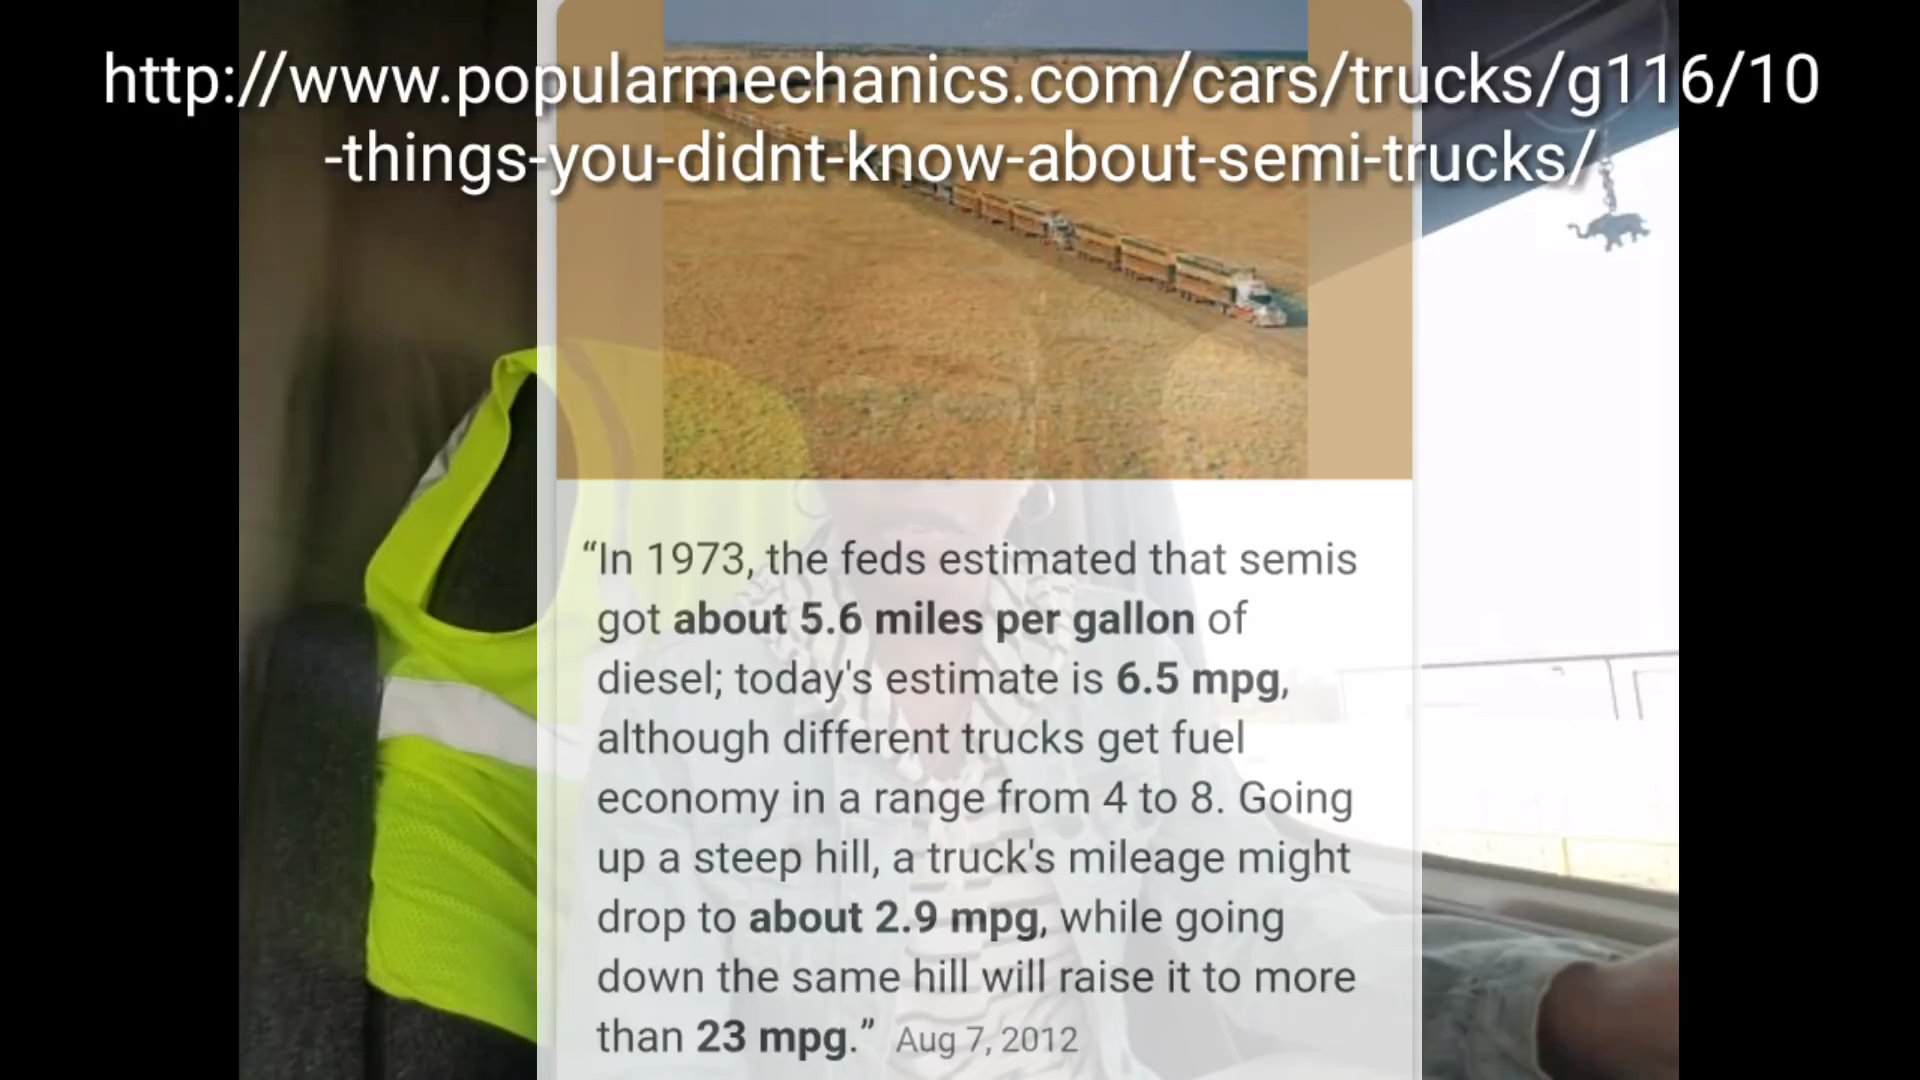 http://www.popularmechanics.com/cars/trucks/g116/10
-things-you-didnt-know-about-semi-trucks/
“In 1973, the feds estimated that semis
got about 5.6 miles per gallon of
diesel; today's estimate is 6.5 mpg,
although different trucks get fuel
economy in a range from 4 to 8. Going
up a steep hill, a truck's mileage might
drop to about 2.9 mpg, while going
down the same hill will raise it to more
than 23 mpg.” Aug 7, 2012